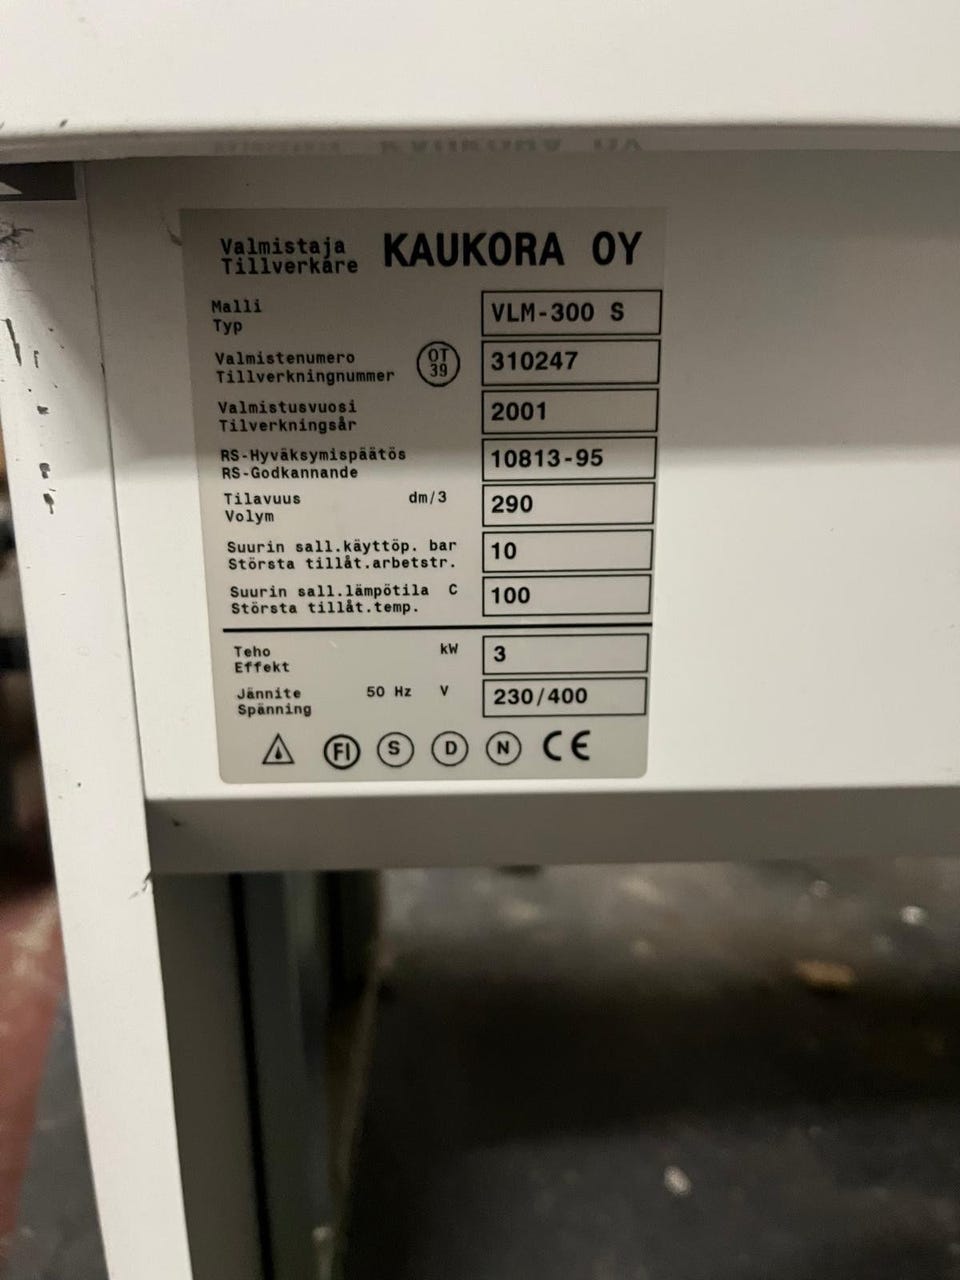 Valmistaja KAUKORA OY
Tillverkare
Malli VLM-300 S
Typ
Valmistenumero OT 39 310247
Tillverkningnummer
Valmistusvuosi 2001
Tilverkningsår
RS-Hyväksymispäätös 10813-95
RS-Godkannande
Tilavuus dm/3 290
Volym
Suurin sall.käyttöp. bar 10
Största tillåt.arbetstr.
Suurin sall.lämpötila C 100
Största tillåt.temp.
Teho kW 3
Effekt
Jännite 50 Hz V 230/400
Spänning
FI S D N CE